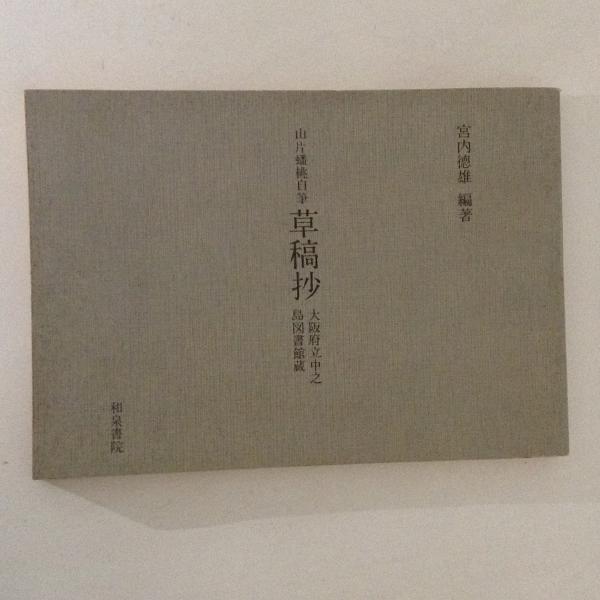 宮内德雄 編著
山片蟠桃自筆
草稿抄
大阪府立中之
島図書館蔵
和泉書院